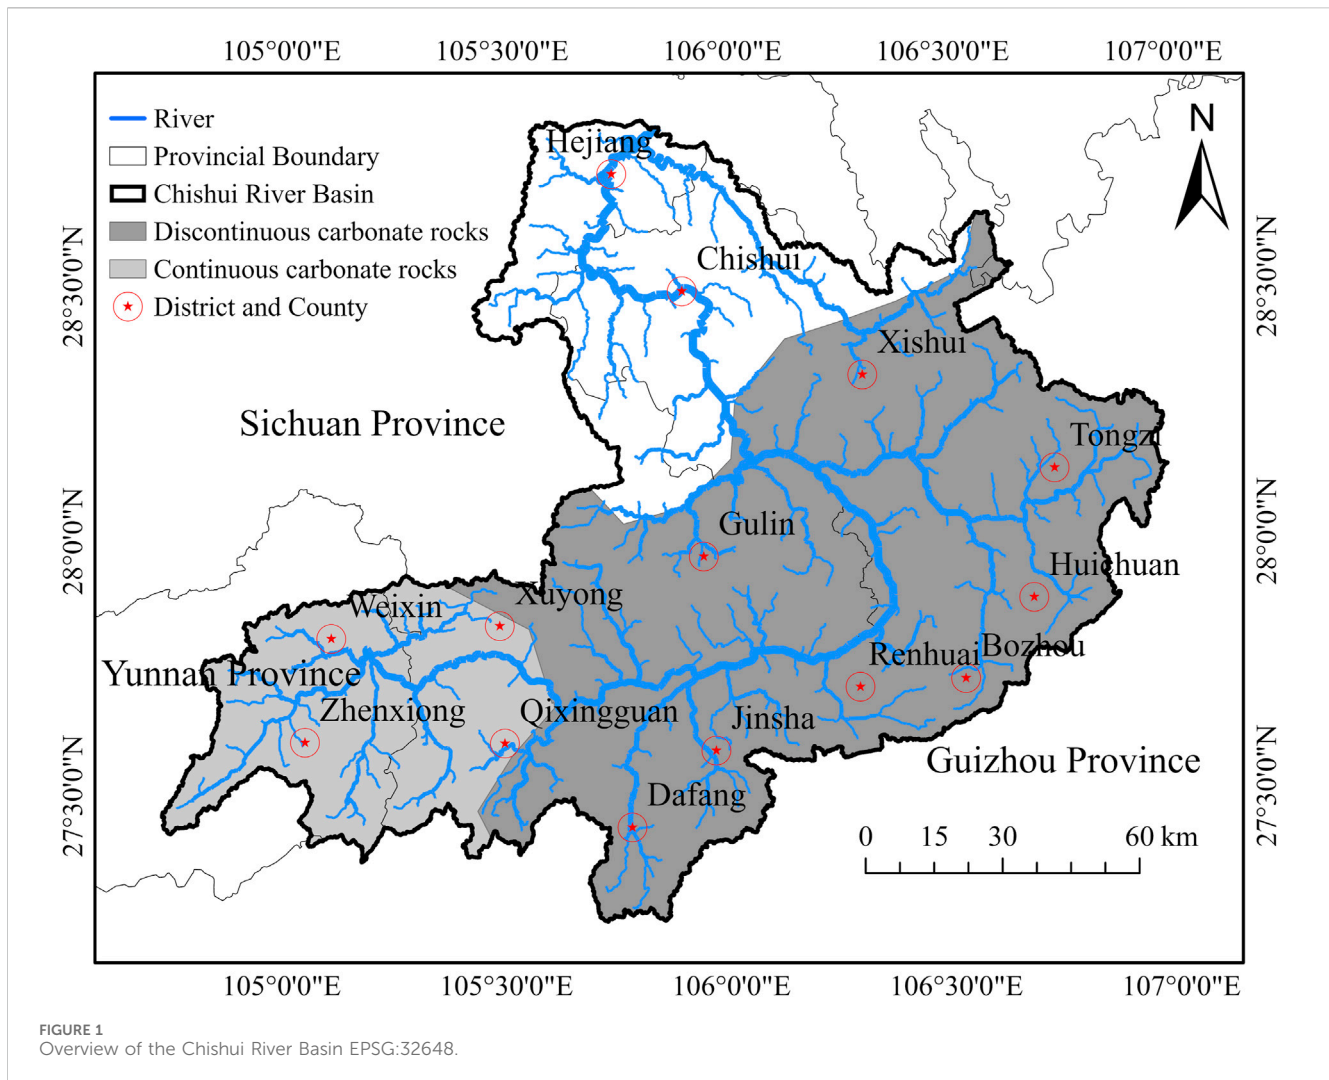 105°0'0"E 105°30'0"E 106°0'0"E 106°30'0"E 107°0'0"E
N
River
Provincial Boundary
Chishui River Basin
Discontinuous carbonate rocks
Continuous carbonate rocks
District and County
28°30'0"N
28°0'0"N
27°30'0"N
28°30'0"N
28°0'0"N
27°30'0"N
Hejiang
Chishui
Xishui
Sichuan Province
Tongzi
Gulin
Huichuan
Weixin
Xuyong
Renhuai
Bozhou
Yunnan Province
Zhenxiong
Qixingguan
Jinsha
Guizhou Province
Dafang
0 15 30 60 km
105°0'0"E 105°30'0"E 106°0'0"E 106°30'0"E 107°0'0"E
FIGURE 1
Overview of the Chishui River Basin EPSG:32648.